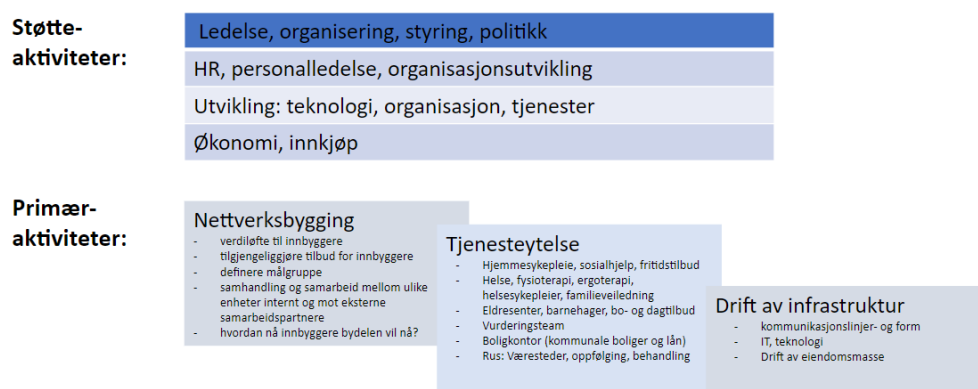 Støtte-
aktiviteter:
Ledelse, organisering, styring, politikk
HR, personalledelse, organisasjonsutvikling
Utvikling: teknologi, organisasjon, tjenester
Økonomi, innkjøp
Primær-
aktiviteter:
Nettverksbygging
- verdiløfte til innbyggere
- tilgjengeliggjøre tilbud for innbyggere
- definere målgruppe
- samhandling og samarbeid mellom ulike
enheter internt og mot eksterne
samarbeidspartnere
- hvordan nå innbyggere bydelen vil nå?
Tjenesteytelse
- Hjemmesykepleie, sosialhjelp, fritidstilbud
- Helse, fysioterapi, ergoterapi,
helsesykepleier, familieveiledning
- Eldresenter, barnehager, bo- og dagtilbud
- Vurderingsteam
- Boligkontor (kommunale boliger og lån)
- Rus: Væresteder, oppfølging, behandling
Drift av infrastruktur
- kommunikasjonslinjer- og form
- IT, teknologi
- Drift av eiendomsmasse